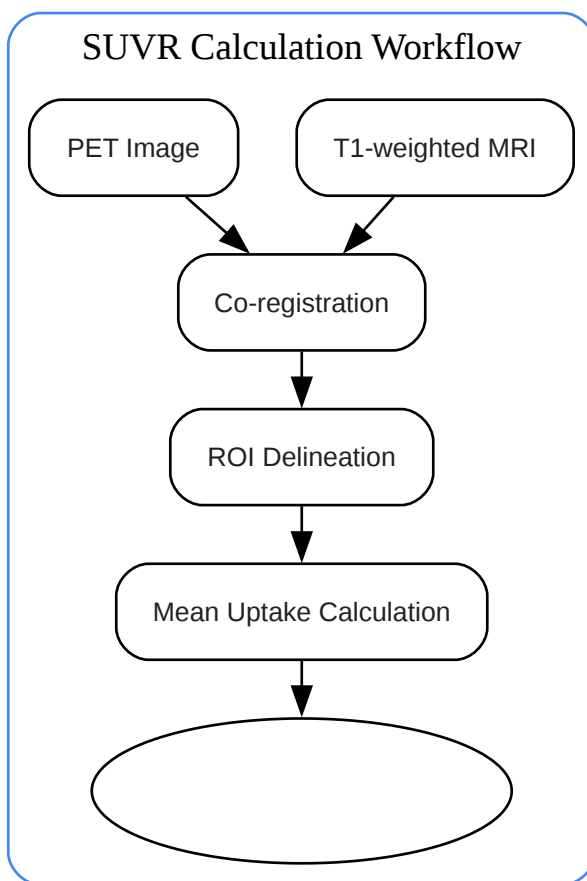 SUVR Calculation Workflow
PET Image
T1-weighted MRI
Co-registration
ROI Delineation
Mean Uptake Calculation